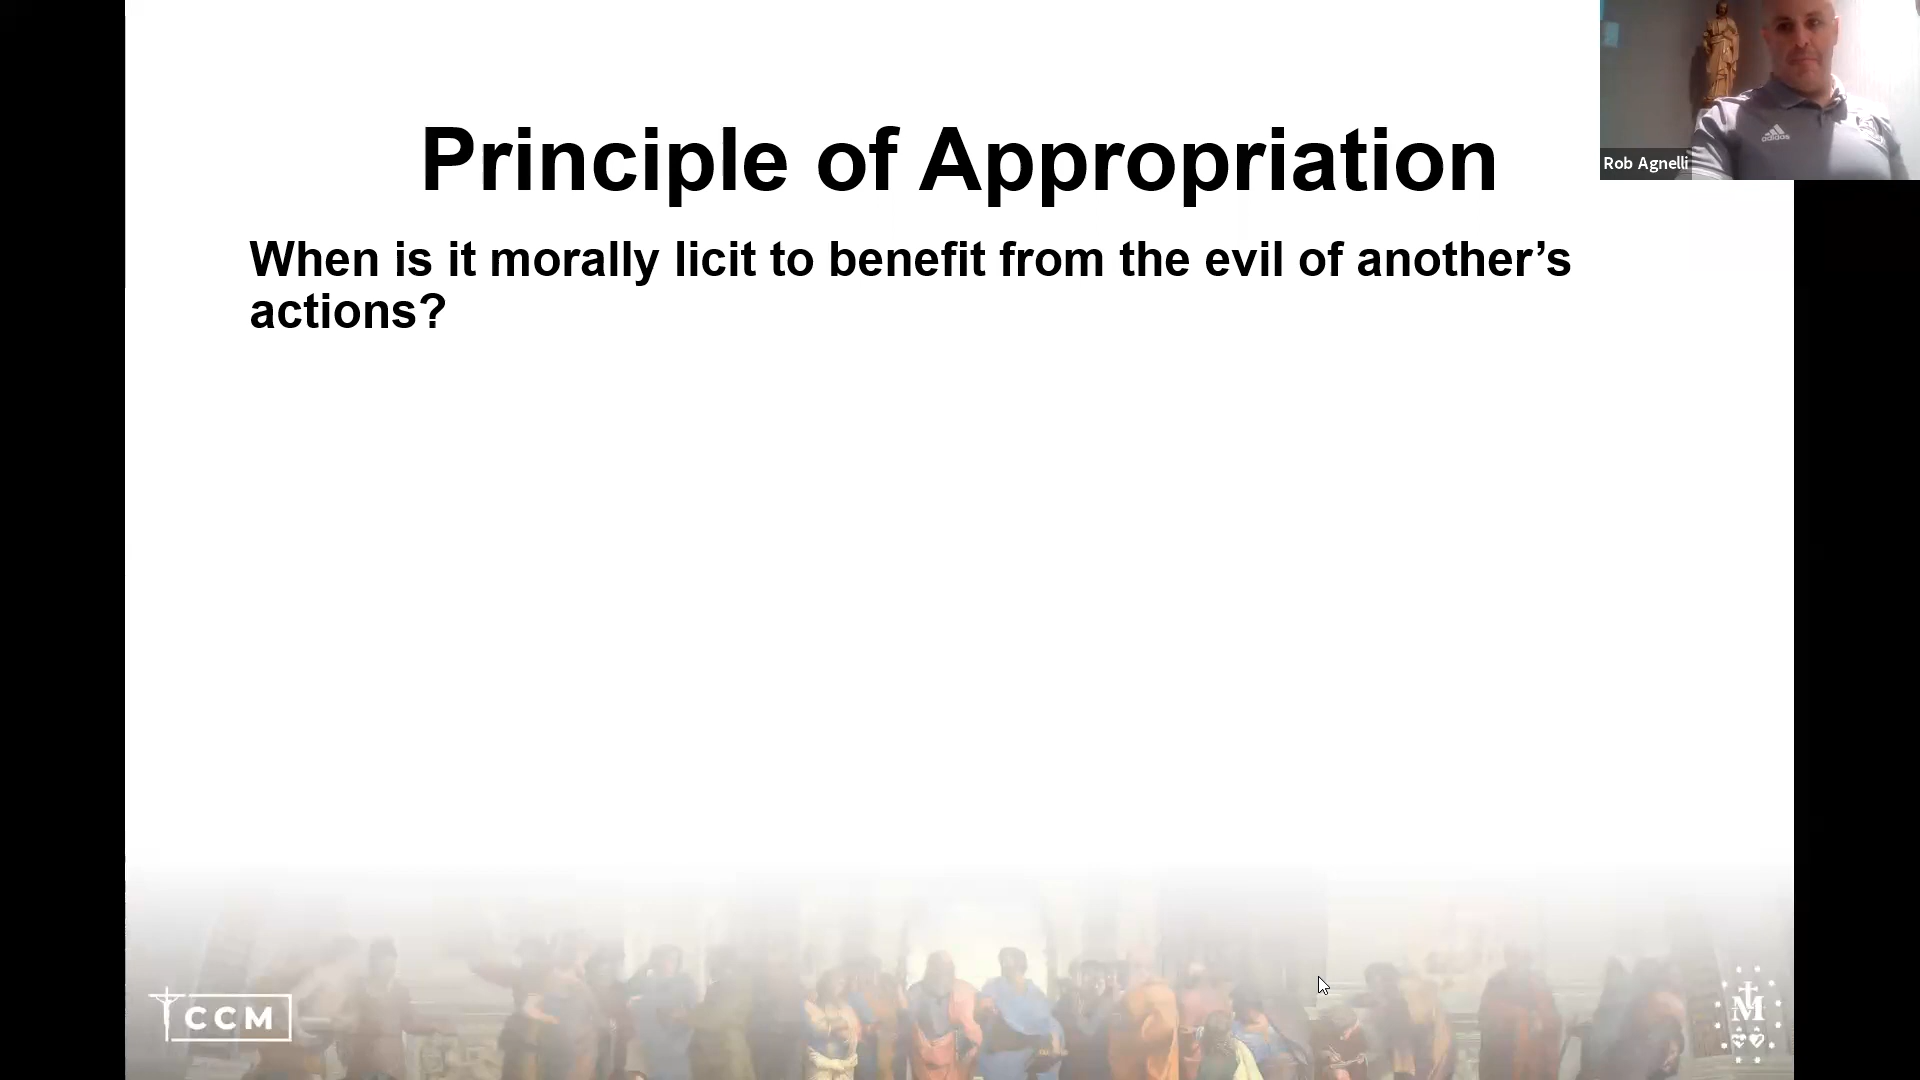 Principle of Appropriation
When is it morally licit to benefit from the evil of another’s
actions?
adidas
Rob Agnelli
CCM